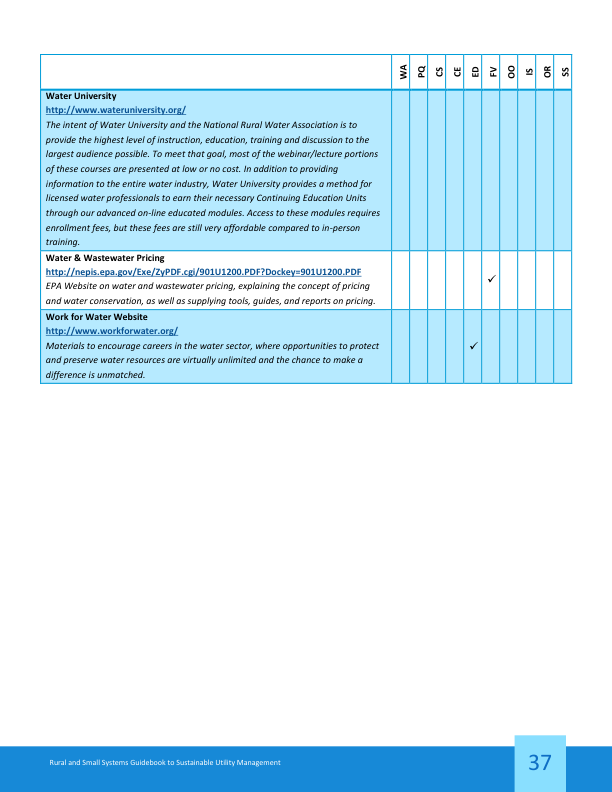 WA PQ CS CE ED FV OO IS OR SS
Water University
http://www.wateruniversity.org/
The intent of Water University and the National Rural Water Association is to
provide the highest level of instruction, education, training and discussion to the
largest audience possible. To meet that goal, most of the webinar/lecture portions
of these courses are presented at low or no cost. In addition to providing
information to the entire water industry, Water University provides a method for
licensed water professionals to earn their necessary Continuing Education Units
through our advanced on-line educated modules. Access to these modules requires
enrollment fees, but these fees are still very affordable compared to in-person
training.
Water & Wastewater Pricing
http://nepis.epa.gov/Exe/ZyPDF.cgi/901U1200.PDF?Dockey=901U1200.PDF
✓
EPA Website on water and wastewater pricing, explaining the concept of pricing
and water conservation, as well as supplying tools, guides, and reports on pricing.
Work for Water Website
http://www.workforwater.org/
Materials to encourage careers in the water sector, where opportunities to protect
✓
and preserve water resources are virtually unlimited and the chance to make a
difference is unmatched.
Rural and Small Systems Guidebook to Sustainable Utility Management
37